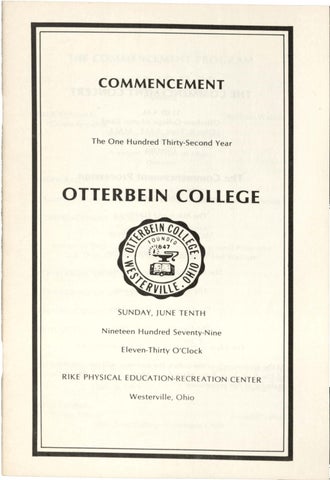 COMMENCEMENT
The One Hundred Thirty-Second Year
OTTERBEIN COLLEGE
OTTERBEIN COLLEGE
WESTERVILLE, OHIO
FOUNDED
1847
SUNDAY, JUNE TENTH
Nineteen Hundred Seventy-Nine
Eleven-Thirty O'Clock
RIKE PHYSICAL EDUCATION-RECREATION CENTER
Westerville, Ohio